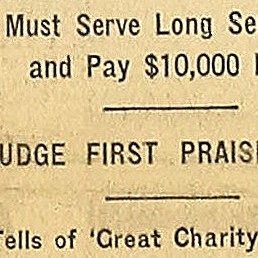 Must Serve Long Se
and Pay $10,000
UDGE FIRST PRAIS
Tells of 'Great Charity